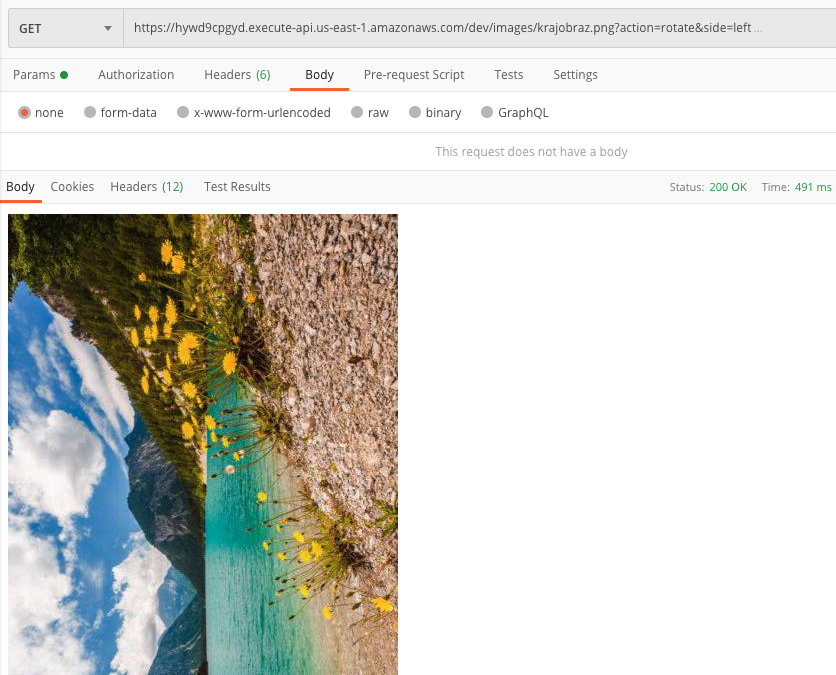 GET https://hywd9cpgyd.execute-api.us-east-1.amazonaws.com/dev/images/krajobraz.png?action=rotate&side=left ...
Params Authorization Headers (6) Body Pre-request Script Tests Settings
none form-data x-www-form-urlencoded raw binary GraphQL
This request does not have a body
Body Cookies Headers (12) Test Results Status: 200 OK Time: 491 ms